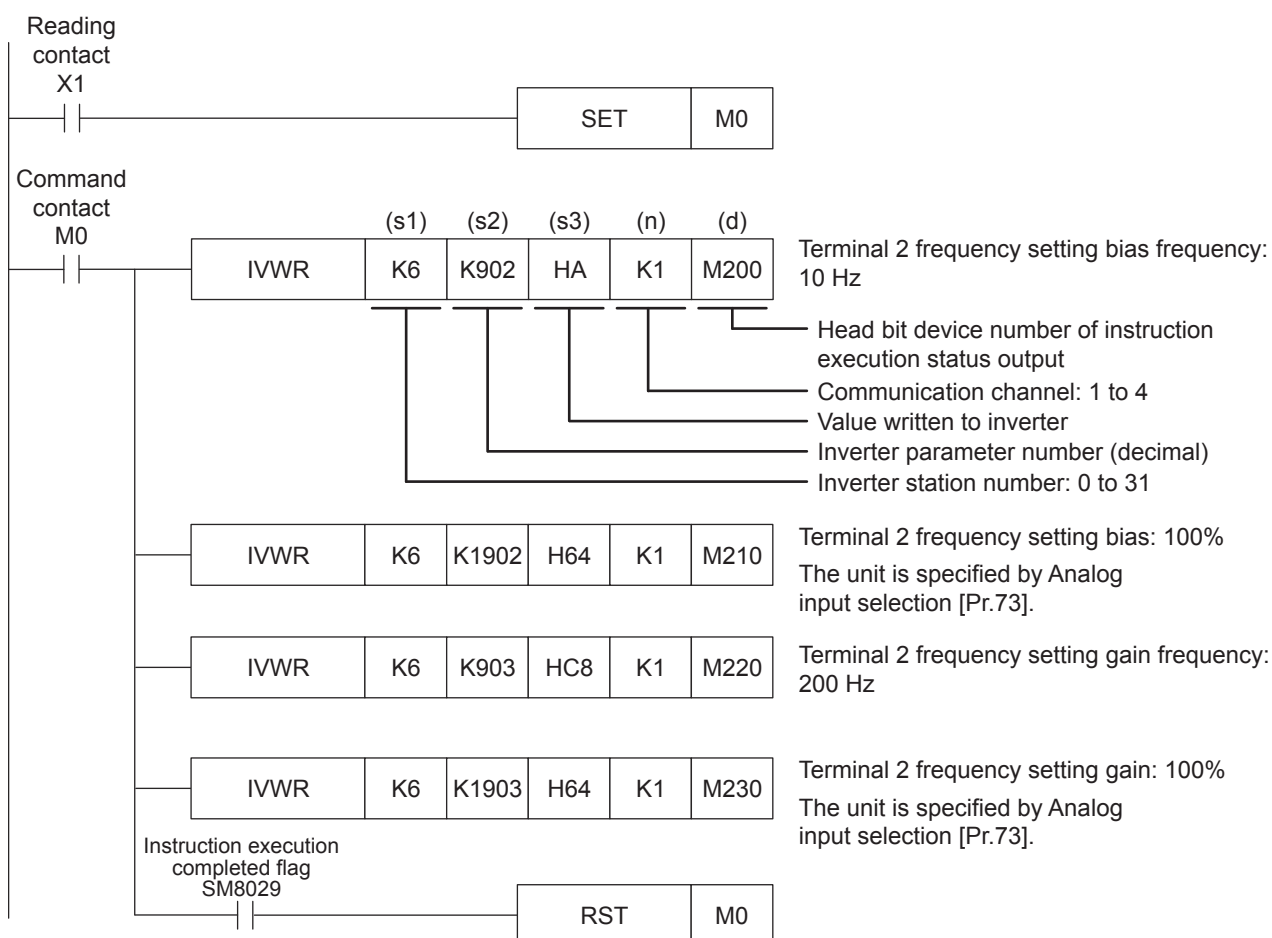 Reading
contact
X1
SET M0
Command
contact
M0
(s1) (s2) (s3) (n) (d)
IVWR K6 K902 HA K1 M200
Terminal 2 frequency setting bias frequency:
10 Hz
Head bit device number of instruction
execution status output
Communication channel: 1 to 4
Value written to inverter
Inverter parameter number (decimal)
Inverter station number: 0 to 31
IVWR K6 K1902 H64 K1 M210
Terminal 2 frequency setting bias: 100%
The unit is specified by Analog
input selection [Pr.73].
IVWR K6 K903 HC8 K1 M220
Terminal 2 frequency setting gain frequency:
200 Hz
IVWR K6 K1903 H64 K1 M230
Terminal 2 frequency setting gain: 100%
The unit is specified by Analog
input selection [Pr.73].
Instruction execution
completed flag
SM8029
RST M0